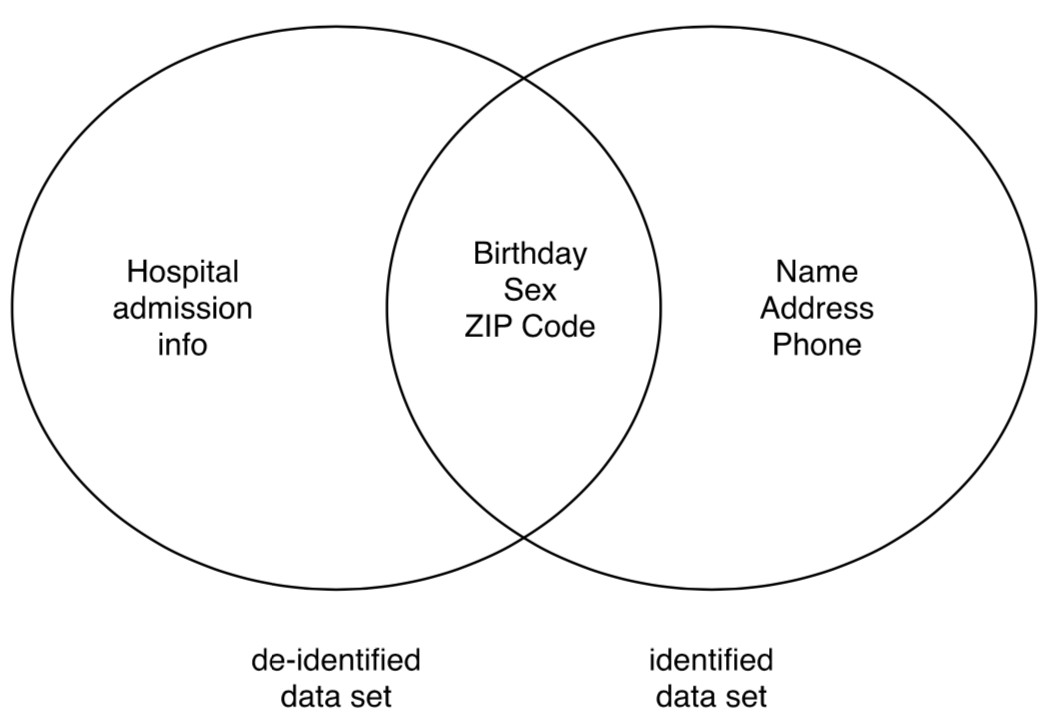 Hospital
admission
info
Birthday
Sex
ZIP Code
Name
Address
Phone
de-identified
data set
identified
data set